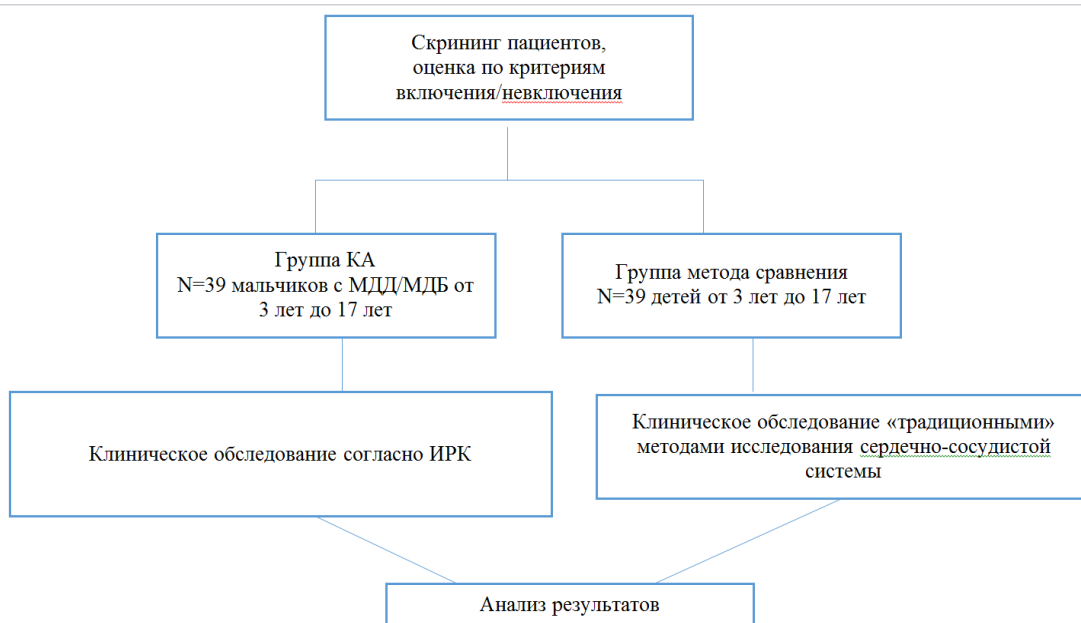 Скрининг пациентов,
оценка по критериям
включения/невключения
Группа КА
N=39 мальчиков с МДД/МДБ от
3 лет до 17 лет
Группа метода сравнения
N=39 детей от 3 лет до 17 лет
Клиническое обследование согласно ИРК
Клиническое обследование «традиционными»
методами исследования сердечно-сосудистой
системы
Анализ результатов